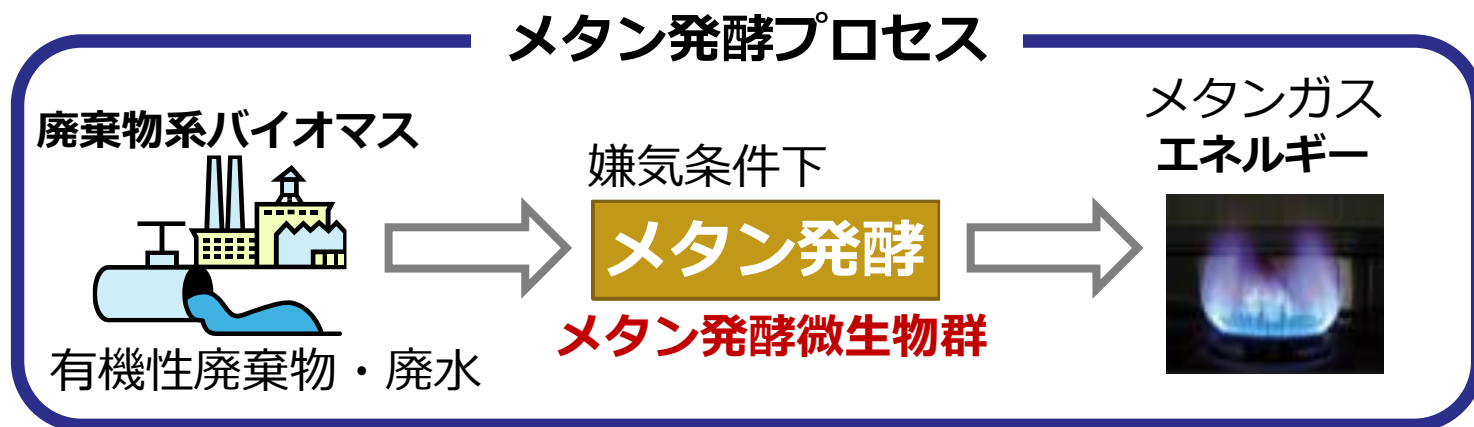 メタン発酵プロセス
廃棄物系バイオマス
有機性廃棄物・廃水
嫌気条件下
メタン発酵
メタン発酵微生物群
メタンガス
エネルギー